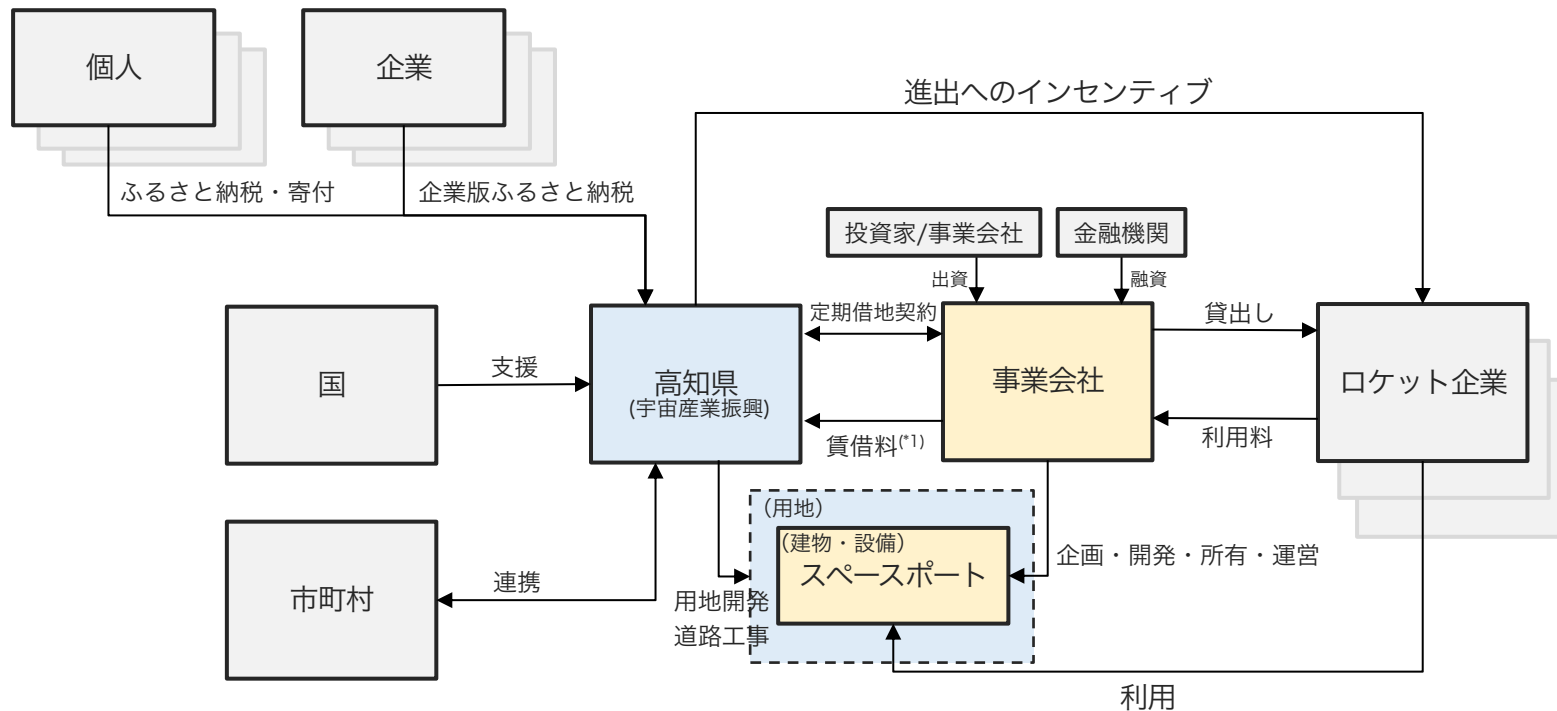 個人
企業
進出へのインセンティブ
ふるさと納税・寄付
企業版ふるさと納税
投資家/事業会社
金融機関
出資
融資
定期借地契約
貸出し
国
支援
高知県
(宇宙産業振興)
事業会社
ロケット企業
賃借料(*1)
利用料
（用地）
（建物・設備）
スペースポート
企画・開発・所有・運営
市町村
連携
用地開発
道路工事
利用